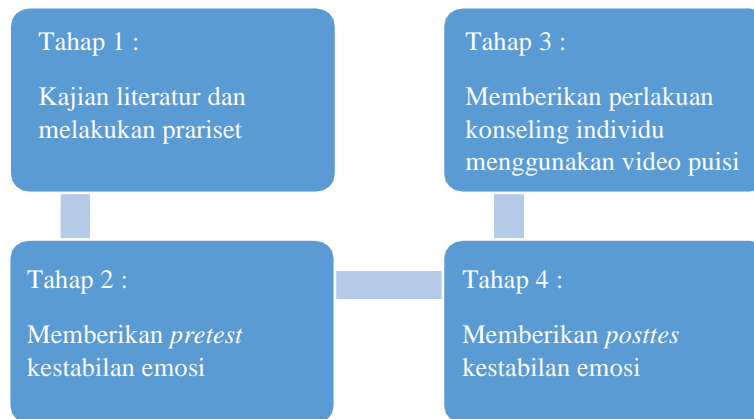 Tahap 1 :
Kajian literatur dan
melakukan prariset
Tahap 2 :
Memberikan pretest
kestabilan emosi
Tahap 3 :
Memberikan perlakuan
konseling individu
menggunakan video puisi
Tahap 4 :
Memberikan posttes
kestabilan emosi